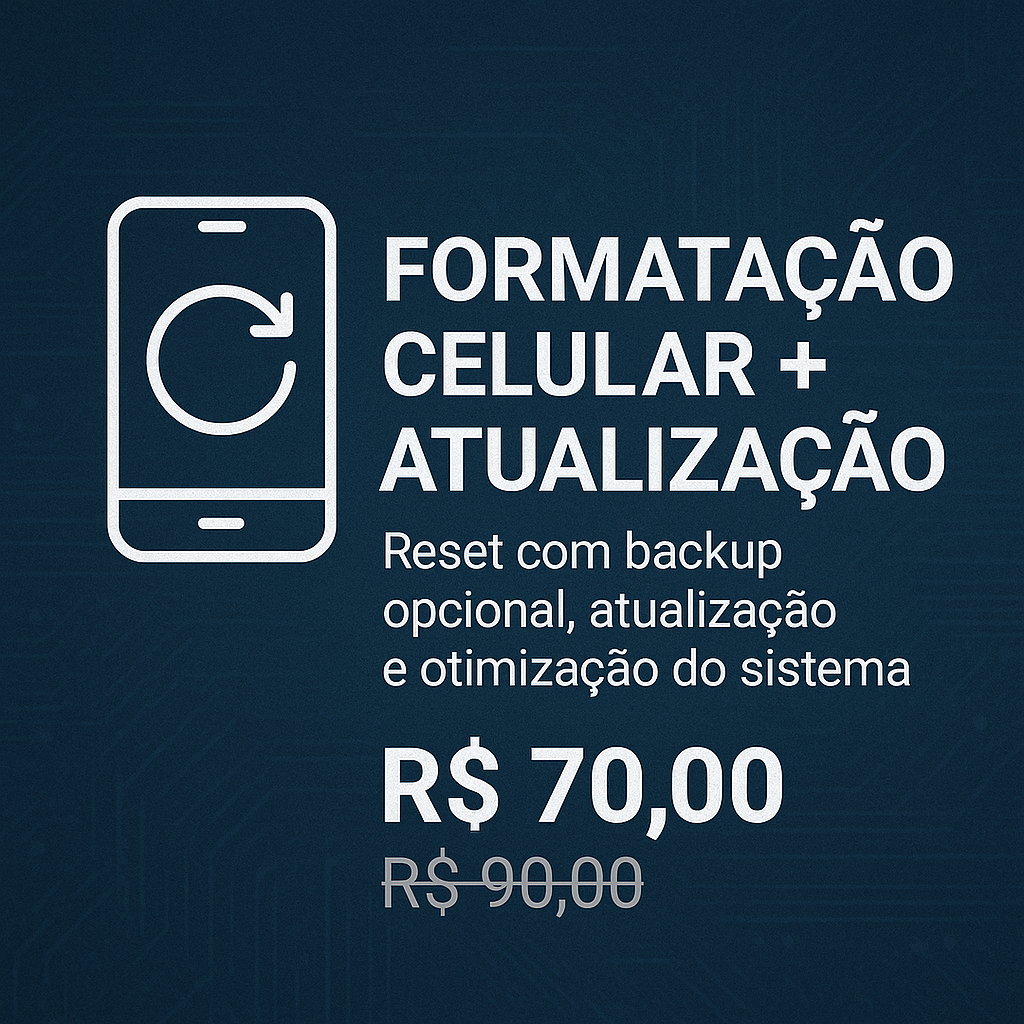 FORMATAÇÃO
CELULAR +
ATUALIZAÇÃO
Reset com backup
opcional, atualização
e otimização do sistema
R$ 70,00
R$ 90,00